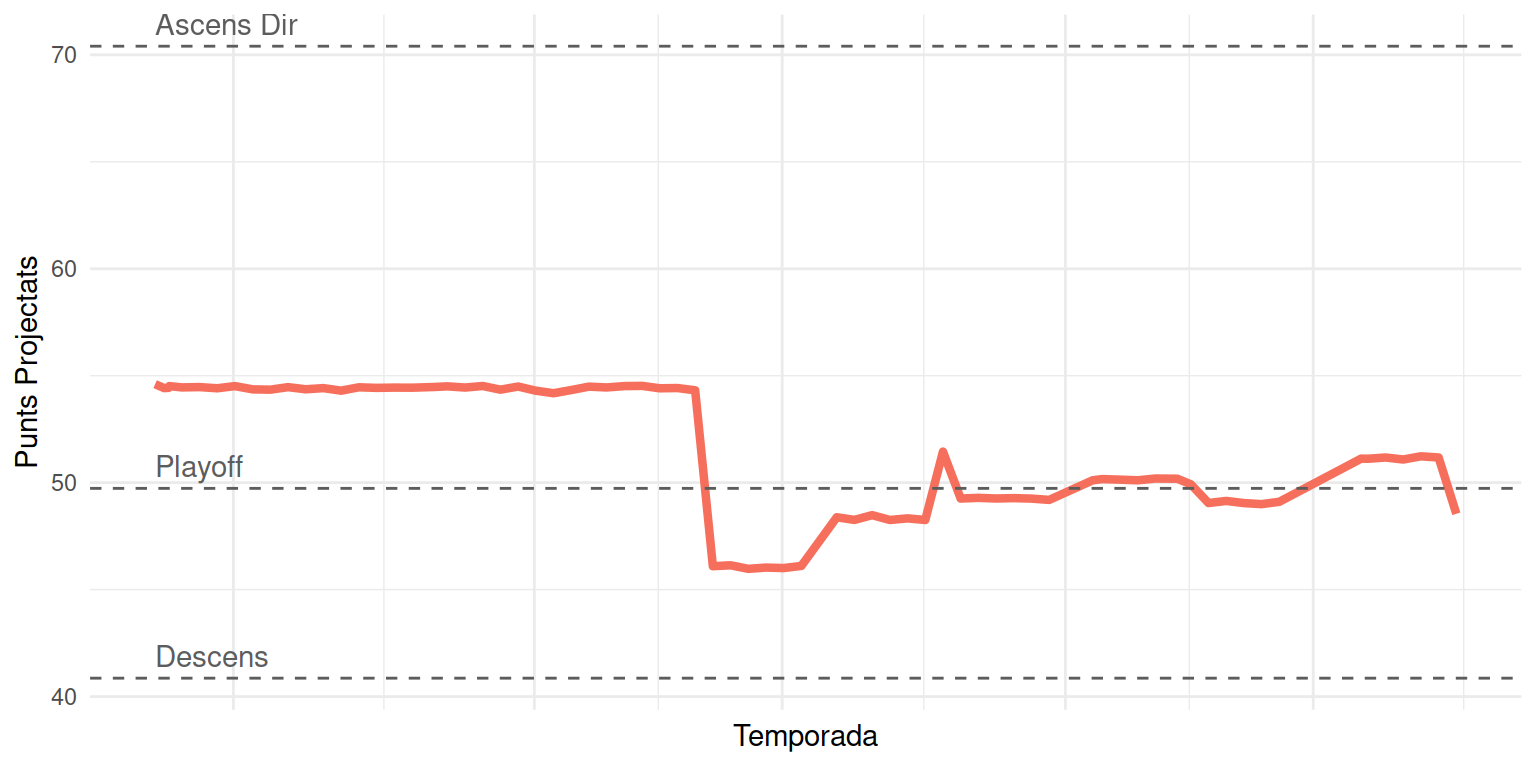 Ascens Dir
70
60
Punts Projectats
Playoff
50
Descens
40
Temporada